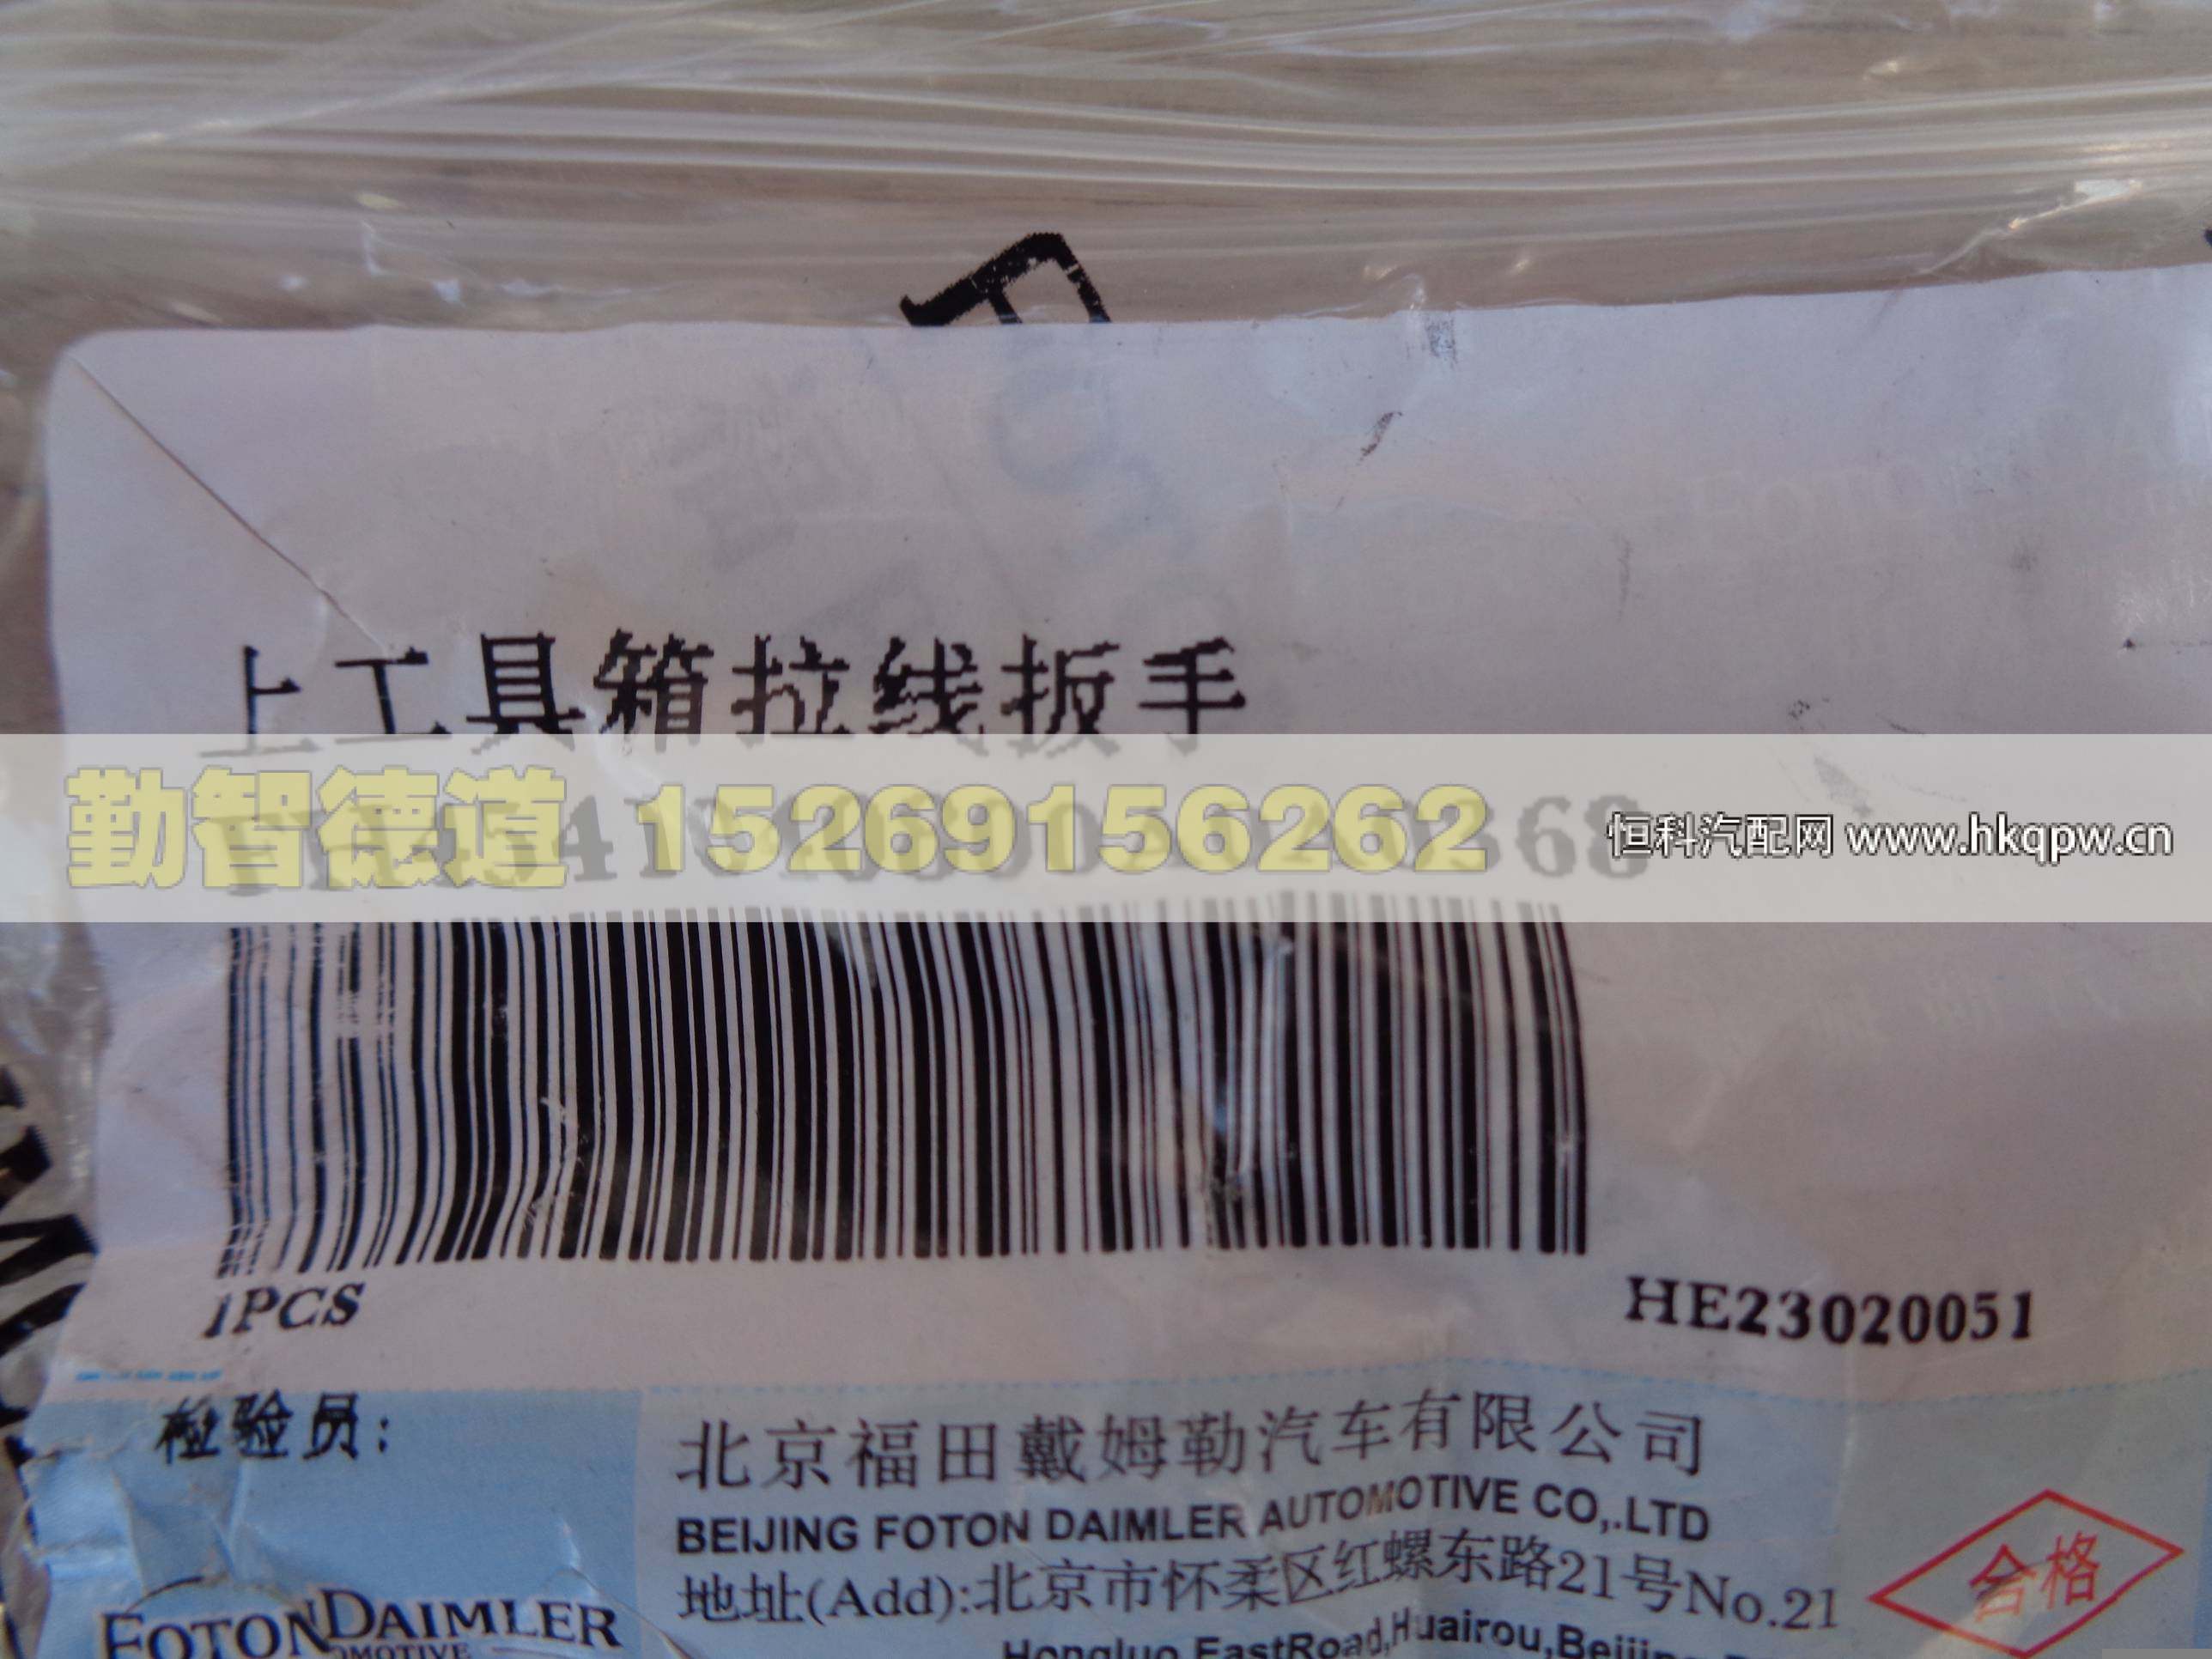 上工具箱拉线扳手
勤智德道 15269156262
恒科汽配网 www.hkqpw.cn
1PCS
HE23020051
检验员:
北京福田戴姆勒汽车有限公司
BEIJING FOTON DAIMLER AUTOMOTIVE CO,.LTD
地址(Add):北京市怀柔区红螺东路21号No.21
合格
FOTONDAIMLER